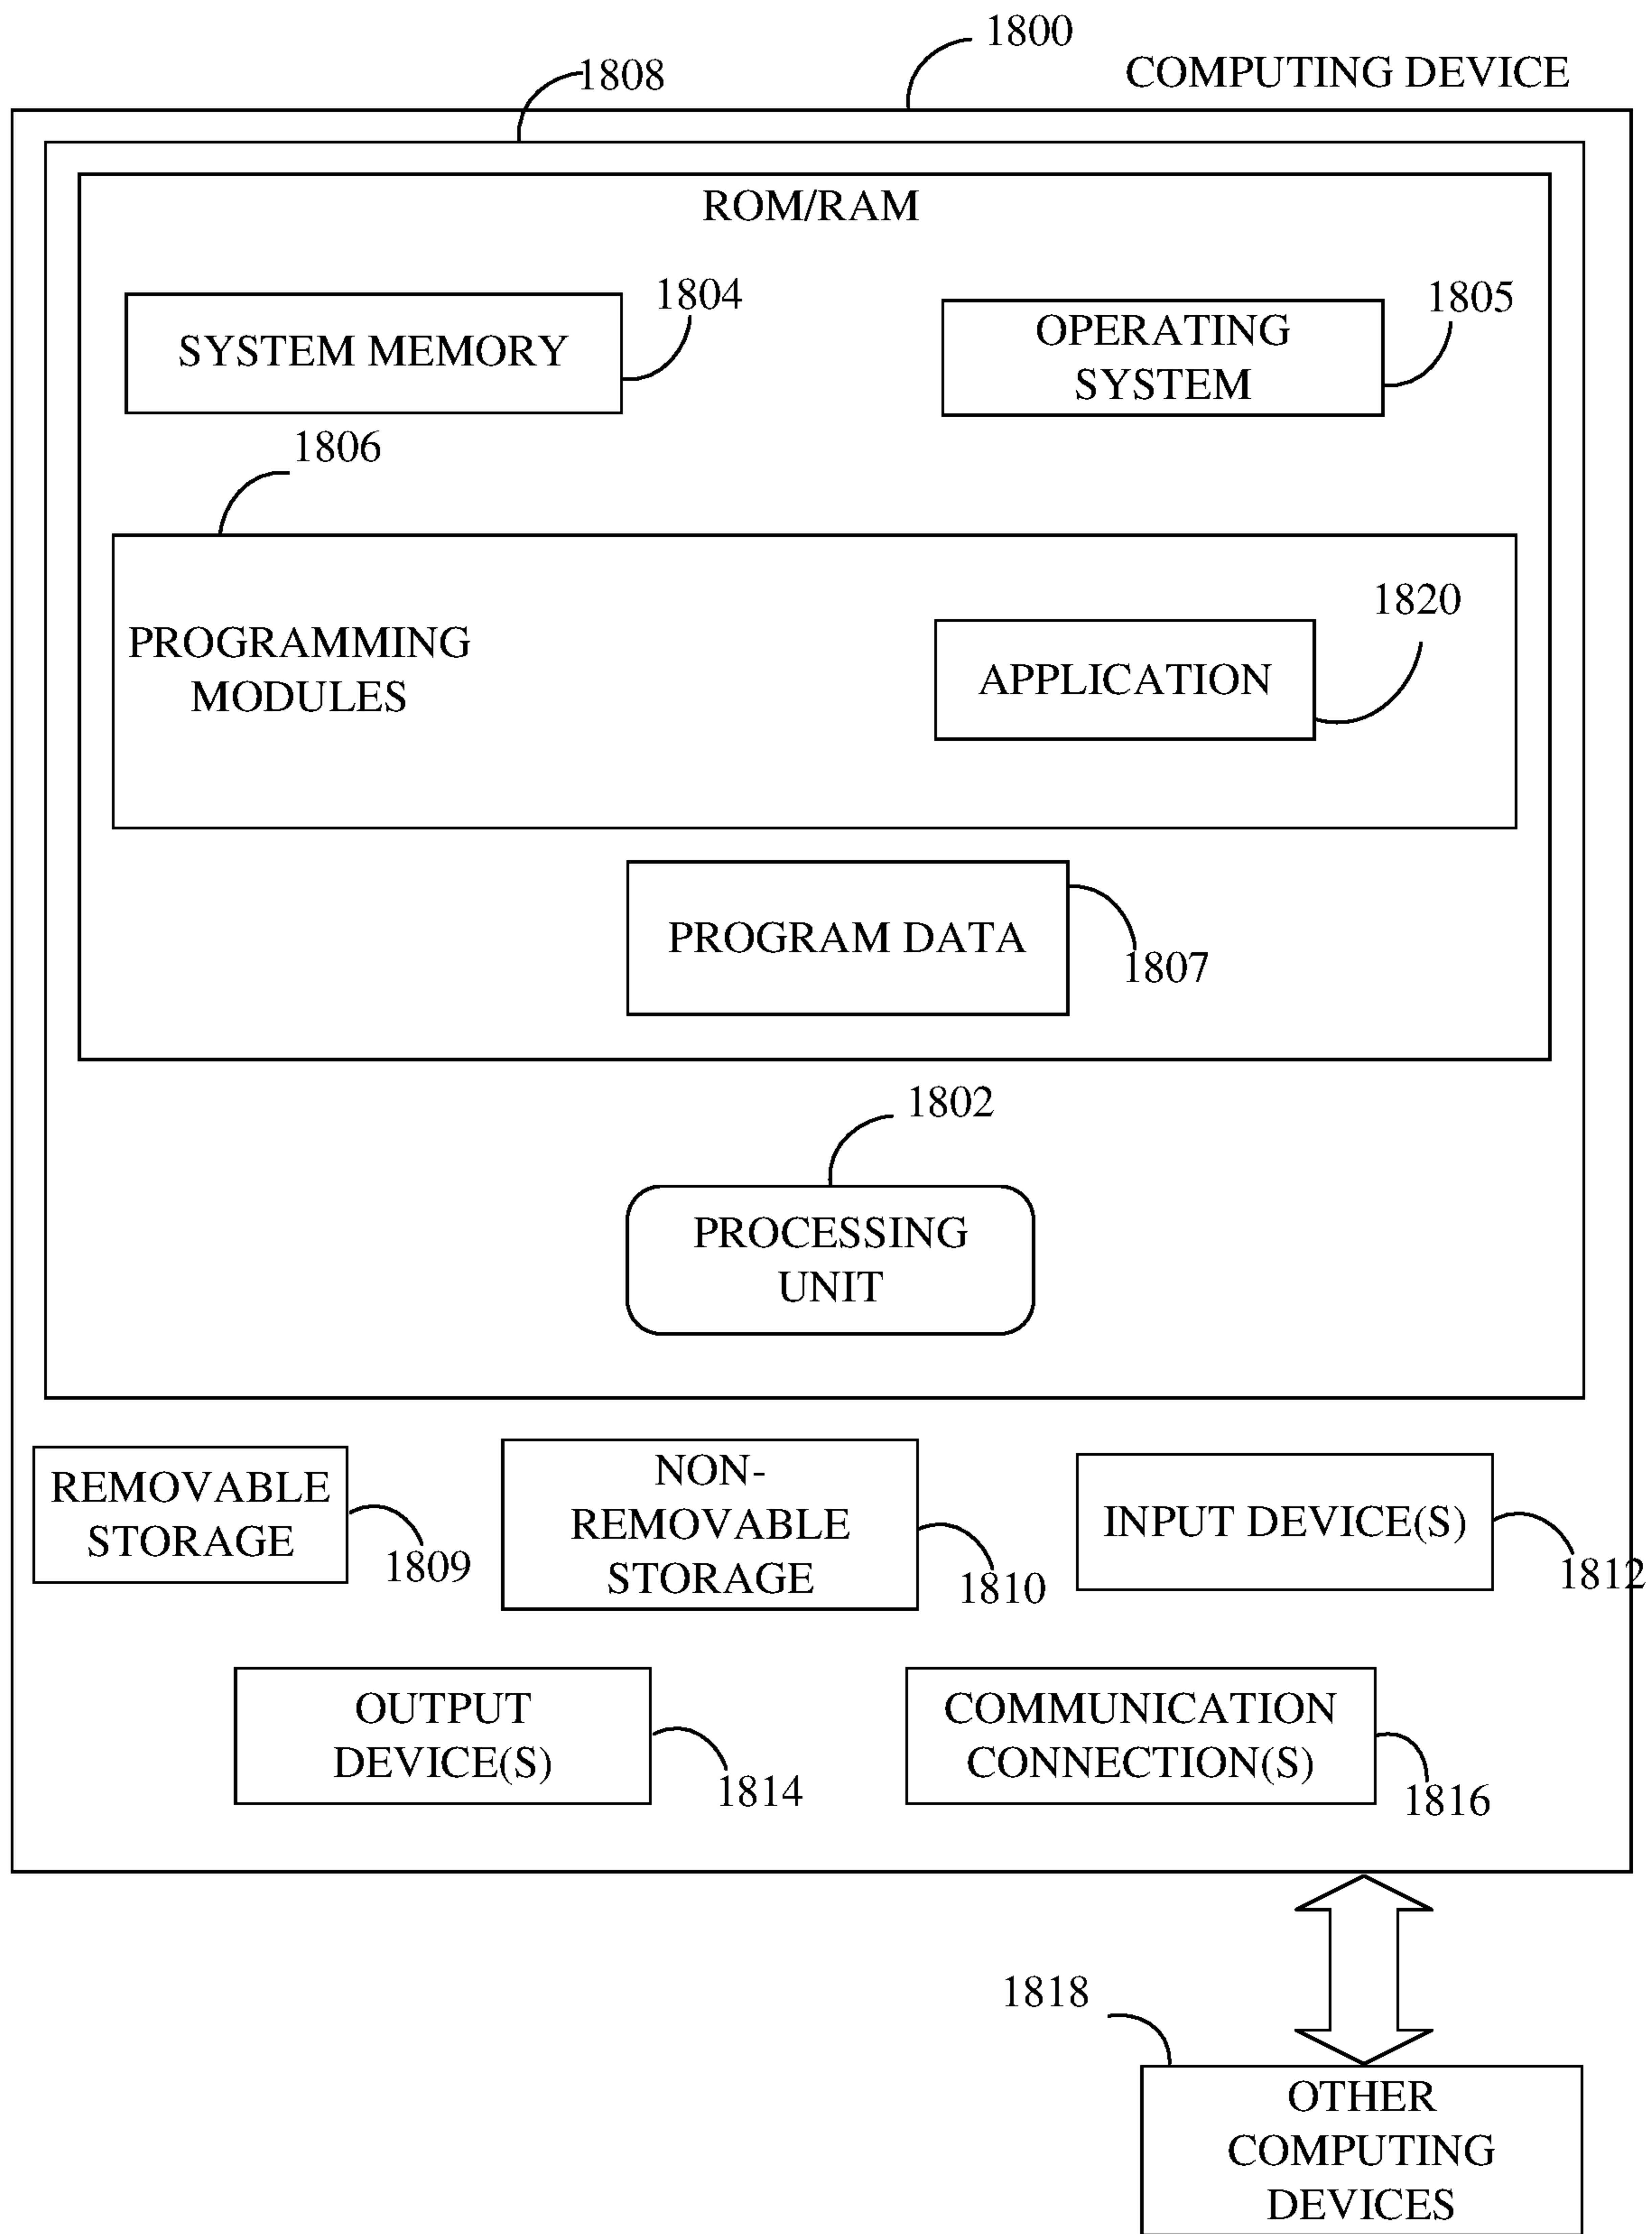 1800
COMPUTING DEVICE
1808
ROM/RAM
1804
SYSTEM MEMORY
1805
OPERATING
SYSTEM
1806
PROGRAMMING
MODULES
1820
APPLICATION
PROGRAM DATA
1807
1802
PROCESSING
UNIT
REMOVABLE
STORAGE
1809
NON-
REMOVABLE
STORAGE
1810
INPUT DEVICE(S)
1812
OUTPUT
DEVICE(S)
1814
COMMUNICATION
CONNECTION(S)
1816
1818
OTHER
COMPUTING
DEVICES